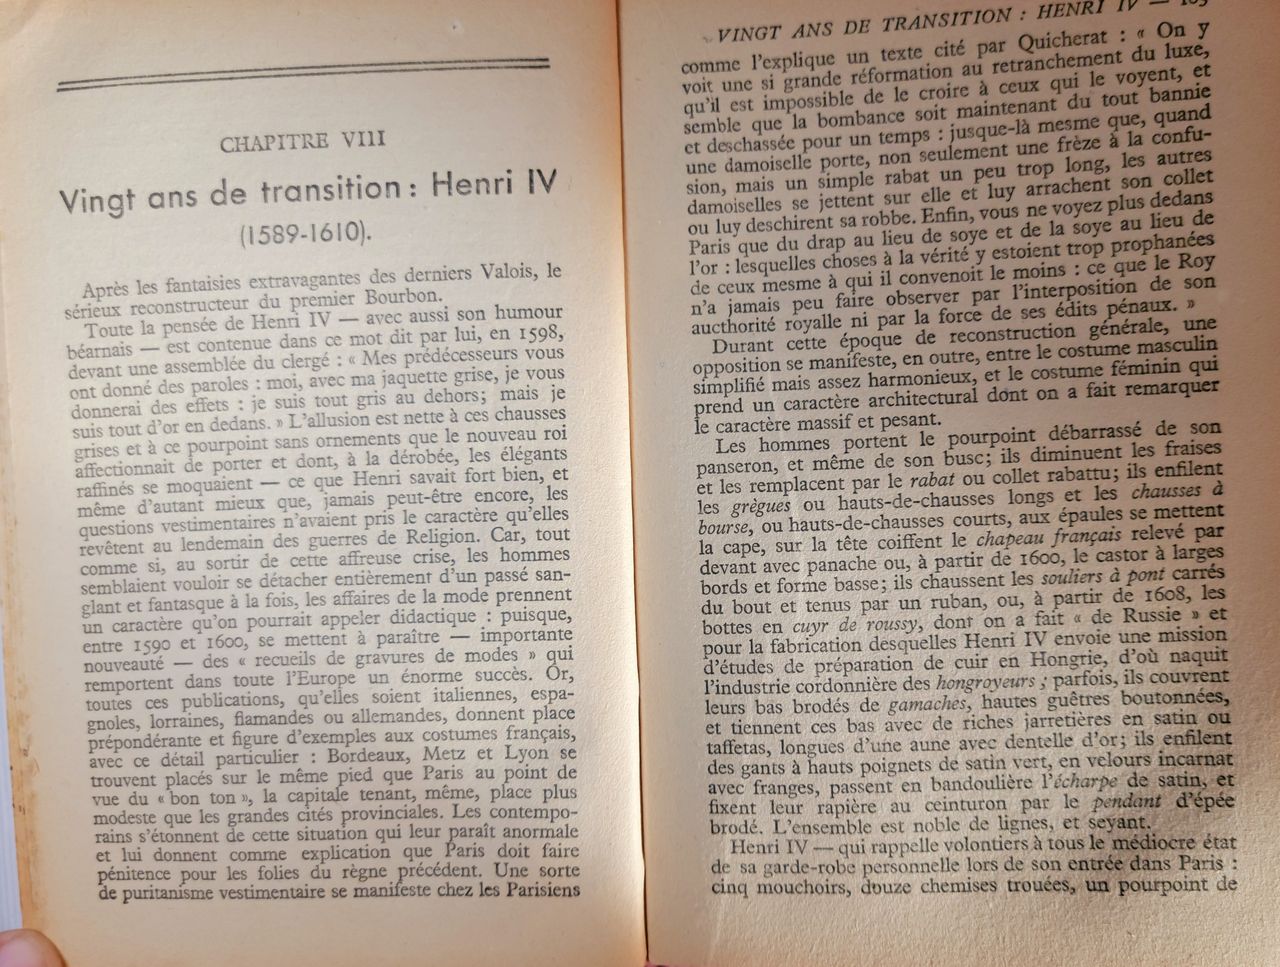 CHAPITRE VIII
Vingt ans de transition : Henri IV
(1589-1610).
Après les fantaisies extravagantes des derniers Valois, le
sérieux reconstructeur du premier Bourbon.
Toute la pensée de Henri IV — avec aussi son humour
béarnais — est contenue dans ce mot dit par lui, en 1598,
devant une assemblée du clergé : « Mes prédécesseurs vous
ont donné des paroles : moi, avec ma jaquette grise, je vous
donnerai des effets : je suis tout gris au dehors; mais je
suis tout d'or en dedans. » L'allusion est nette à ces chausses
grises et à ce pourpoint sans ornements que le nouveau roi
affectionnait de porter et dont, à la dérobée, les élégants
raffinés se moquaient — ce que Henri savait fort bien, et
même d'autant mieux que, jamais peut-être encore, les
questions vestimentaires n'avaient pris le caractère qu'elles
revêtent au lendemain des guerres de Religion. Car, tout
comme si, au sortir de cette affreuse crise, les hommes
semblaient vouloir se détacher entièrement d'un passé san-
glant et fantasque à la fois, les affaires de la mode prennent
un caractère qu'on pourrait appeler didactique : puisque,
entre 1590 et 1600, se mettent à paraître — importante
nouveauté — des « recueils de gravures de modes » qui
remportent dans toute l'Europe un énorme succès. Or,
toutes ces publications, qu'elles soient italiennes, espa-
gnoles, lorraines, flamandes ou allemandes, donnent place
prépondérante et figure d'exemples aux costumes français,
avec ce détail particulier : Bordeaux, Metz et Lyon se
trouvent placés sur le même pied que Paris au point de
vue du « bon ton », la capitale tenant, même, place plus
modeste que les grandes cités provinciales. Les contempo-
rains s'étonnent de cette situation qui leur paraît anormale
et lui donnent comme explication que Paris doit faire
pénitence pour les folies du règne précédent. Une sorte
de puritanisme vestimentaire se manifeste chez les Parisiens
VINGT ANS DE TRANSITION : HENRI IV —
comme l'explique un texte cité par Quicherat : « On y
voit une si grande réformation au retranchement du luxe,
qu'il est impossible de le croire à ceux qui le voyent, et
semble que la bombance soit maintenant du tout bannie
et deschassée pour un temps : jusque-là mesme que, quand
une damoiselle porte, non seulement une frèze à la confu-
sion, mais un simple rabat un peu trop long, les autres
damoiselles se jettent sur elle et luy arrachent son collet
ou luy deschirent sa robbe. Enfin, vous ne voyez plus dedans
Paris que du drap au lieu de soye et de la soye au lieu de
l'or : lesquelles choses à la vérité y estoient trop prophanées
de ceux mesme à qui il convenoit le moins : ce que le Roy
n'a jamais peu faire observer par l'interposition de son
aucthorité royalle ni par la force de ses édits pénaux. »
Durant cette époque de reconstruction générale, une
opposition se manifeste, en outre, entre le costume masculin
simplifié mais assez harmonieux, et le costume féminin qui
prend un caractère architectural dont on a fait remarquer
le caractère massif et pesant.
Les hommes portent le pourpoint débarrassé de son
panseron, et même de son busc; ils diminuent les fraises
et les remplacent par le rabat ou collet rabattu; ils enfilent
les grègues ou hauts-de-chausses longs et les chausses à
bourse, ou hauts-de-chausses courts, aux épaules se mettent
la cape, sur la tête coiffent le chapeau français relevé par
devant avec panache ou, à partir de 1600, le castor à larges
bords et forme basse; ils chaussent les souliers à pont carrés
du bout et tenus par un ruban, ou, à partir de 1608, les
bottes en cuyr de roussy, dont on a fait « de Russie » et
pour la fabrication desquelles Henri IV envoie une mission
d'études de préparation de cuir en Hongrie, d'où naquit
l'industrie cordonnière des hongroyeurs; parfois, ils couvrent
leurs bas brodés de gamaches, hautes guêtres boutonnées,
et tiennent ces bas avec de riches jarretières en satin ou
taffetas, longues d'une aune avec dentelle d'or; ils enfilent
des gants à hauts poignets de satin vert, en velours incarnat
avec franges, passent en bandoulière l'écharpe de satin, et
fixent leur rapière au ceinturon par le pendant d'épée
brodé. L'ensemble est noble de lignes, et seyant.
Henri IV — qui rappelle volontiers à tous le médiocre état
de sa garde-robe personnelle lors de son entrée dans Paris :
cinq mouchoirs, douze chemises trouées, un pourpoint de